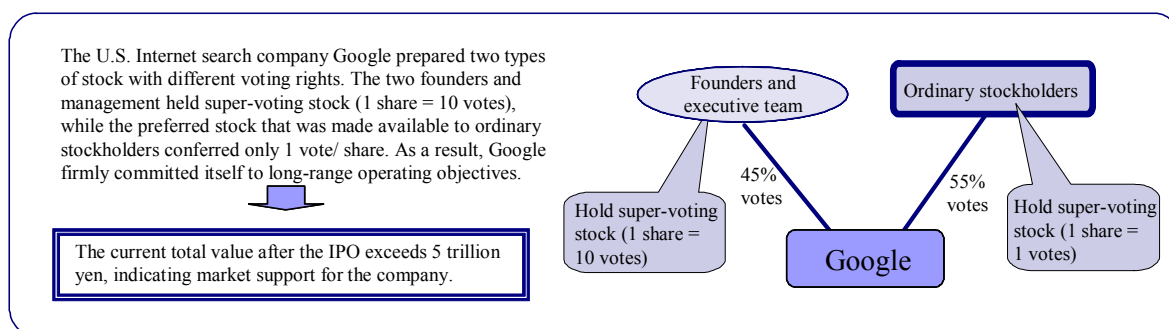 The U.S. Internet search company Google prepared two types
of stock with different voting rights. The two founders and
management held super-voting stock (1 share = 10 votes),
while the preferred stock that was made available to ordinary
stockholders conferred only 1 vote/ share. As a result, Google
firmly committed itself to long-range operating objectives.
The current total value after the IPO exceeds 5 trillion
yen, indicating market support for the company.
Founders and
executive team
Ordinary stockholders
45%
votes
55%
votes
Hold super-voting
stock (1 share =
10 votes)
Hold super-voting
stock (1 share =
1 votes)
Google